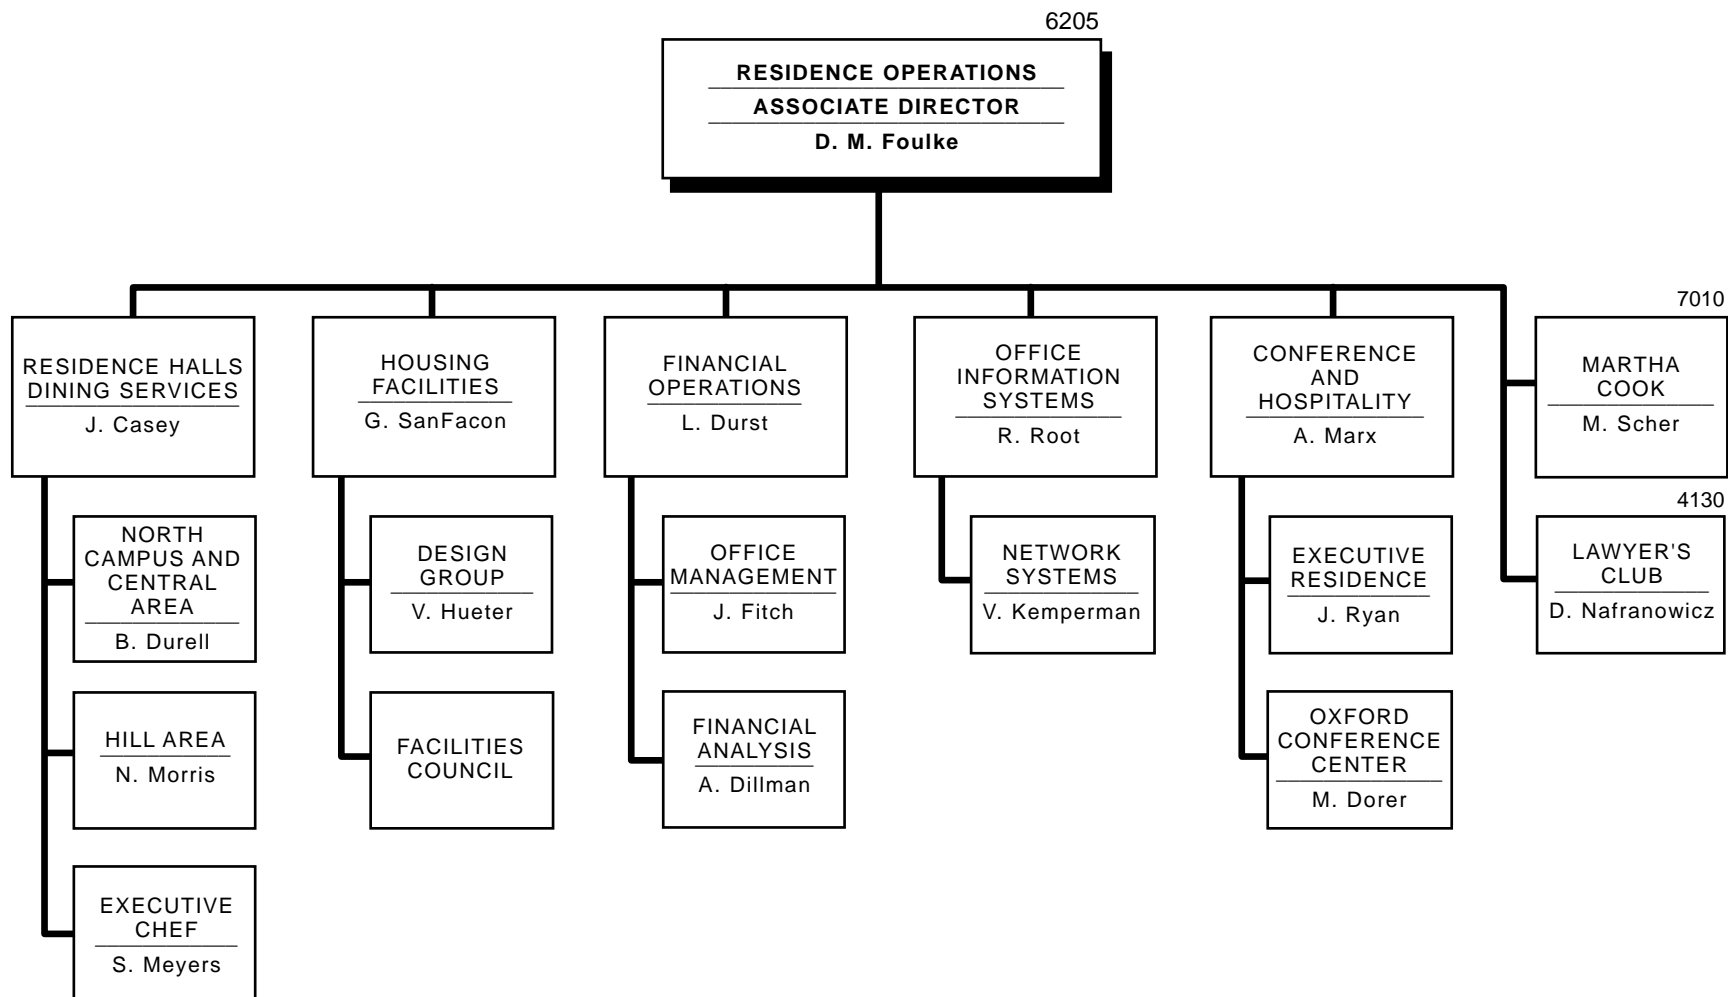 6205
RESIDENCE OPERATIONS
ASSOCIATE DIRECTOR
D. M. Foulke
RESIDENCE HALLS
DINING SERVICES
J. Casey
HOUSING
FACILITIES
G. SanFacon
FINANCIAL
OPERATIONS
L. Durst
OFFICE
INFORMATION
SYSTEMS
R. Root
CONFERENCE
AND
HOSPITALITY
A. Marx
7010
MARTHA
COOK
M. Scher
NORTH
CAMPUS AND
CENTRAL
AREA
B. Durell
DESIGN
GROUP
V. Hueter
OFFICE
MANAGEMENT
J. Fitch
NETWORK
SYSTEMS
V. Kemperman
EXECUTIVE
RESIDENCE
J. Ryan
4130
LAWYER'S
CLUB
D. Nafranowicz
HILL AREA
N. Morris
FACILITIES
COUNCIL
FINANCIAL
ANALYSIS
A. Dillman
OXFORD
CONFERENCE
CENTER
M. Dorer
EXECUTIVE
CHEF
S. Meyers